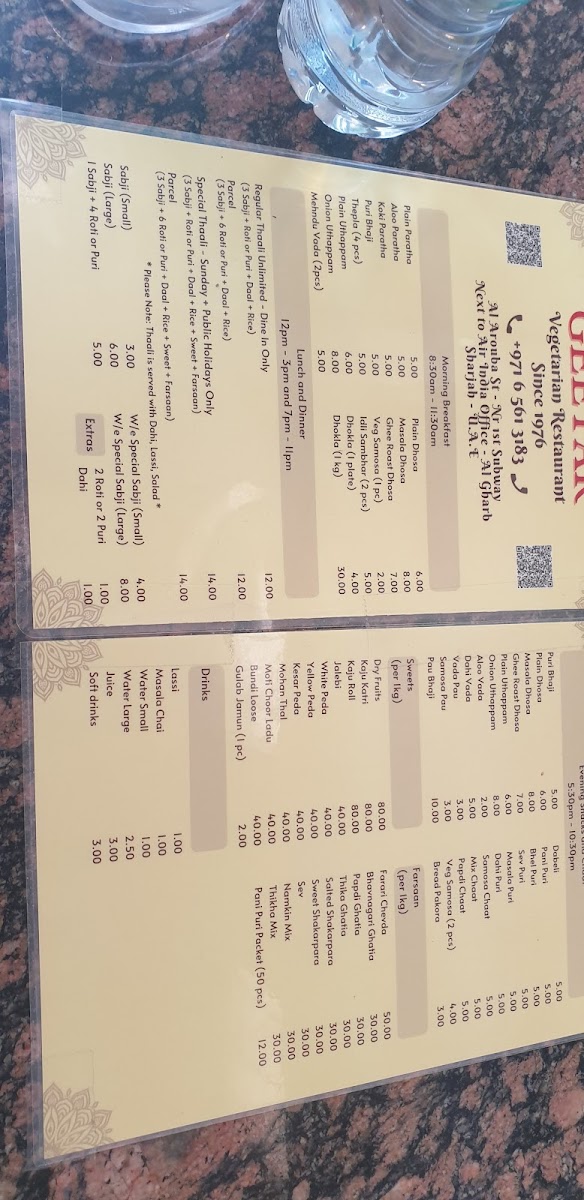 Vegetarian Restaurant
Since 1976
+971 6 561 3183
Al Arouba St - Nr 1st Subway
Next to Air India Office - Al Gharb
Sharjah - U.A.E
Morning Breakfast
8:30am - 11:30am
Plain Paratha 5.00 Plain Dhosa 6.00
Aloo Paratha 5.00 Masala Dhosa 8.00
Koki Paratha 5.00 Ghee Roast Dhosa 7.00
Puri Bhaji 5.00 Veg Samosa (1 pc) 2.00
Thepla (4 pcs) 5.00 Idli Sambhar (2 pcs) 5.00
Plain Uthappam 6.00 Dhokla (1 plate) 4.00
Onion Uthappam 8.00 Dhokla (1 kg) 30.00
Mehndu Vada (2pcs) 5.00
Lunch and Dinner
12pm - 3pm and 7pm - 11pm
Regular Thaali Unlimited - Dine In Only 12.00
(3 Sabji + Roti or Puri + Daal + Rice)
Parcel 12.00
(3 Sabji + 6 Roti or Puri + Daal + Rice)
Special Thaali - Sunday + Public Holidays Only 14.00
(3 Sabji + Roti or Puri + Daal + Rice + Sweet + Farsaan)
Parcel 14.00
(3 Sabji + 6 Roti or Puri + Daal + Rice + Sweet + Farsaan)
* Please Note: Thaali is served with Dahi, Lassi, Salad *
Sabji (Small) 3.00 W/e Special Sabji (Small) 4.00
Sabji (Large) 6.00 W/e Special Sabji (Large) 8.00
1 Sabji + 4 Roti or Puri 5.00 Extras 2 Roti or 2 Puri 1.00
Dahi 1.00
5:30pm - 10:30pm
Puri Bhaji 5.00 Dabeli 5.00
Plain Dhosa 6.00 Pani Puri 5.00
Masala Dhosa 8.00 Bhel Puri 5.00
Ghee Roast Dhosa 7.00 Sev Puri 5.00
Plain Uthappam 6.00 Masala Puri 5.00
Onion Uthappam 8.00 Dahi Puri 5.00
Aloo Vada 2.00 Samosa Chaat 5.00
Dahi Vada 5.00 Mix Chaat 5.00
Vada Pau 3.00 Papdi Chaat 5.00
Samosa Pau 3.00 Veg Samosa (2 pcs) 4.00
Pau Bhaji 10.00 Bread Pakora 3.00
Sweets Farsaan
(per 1kg) (per 1kg)
Dry Fruits 80.00 Farari Chevda 50.00
Kaju Katri 80.00 Bhavnagari Ghatia 30.00
Kaju Roll 80.00 Papdi Ghatia 30.00
Jalebi 40.00 Thika Ghatia 30.00
White Peda 40.00 Salted Shakarpara 30.00
Yellow Peda 40.00 Sweet Shakarpara 30.00
Kesar Peda 40.00 Sev 30.00
Mohan Thal 40.00 Namkin Mix 30.00
Moti Choor Ladu 40.00 Thikha Mix 30.00
Bundi Loose 40.00 Pani Puri Packet (50 pcs) 12.00
Gulab Jamun (1 pc) 2.00
Drinks
Lassi 1.00
Masala Chai 1.00
Water Small 1.00
Water Large 2.50
Juice 3.00
Soft drinks 3.00